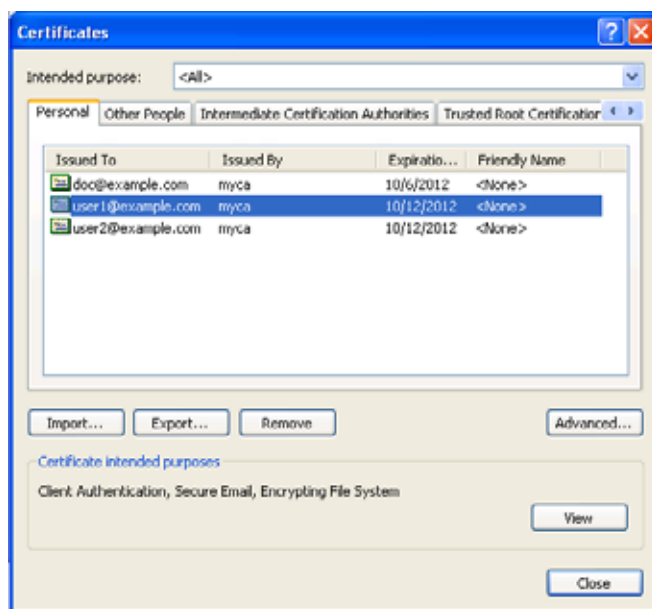 Certificates
Intended purpose: <All>
Personal Other People Intermediate Certification Authorities Trusted Root Certification
Issued To Issued By Expiratio... Friendly Name
doc@example.com myca 10/6/2012 <None>
user1@example.com myca 10/12/2012 <None>
user2@example.com myca 10/12/2012 <None>
Import... Export... Remove Advanced...
Certificate intended purposes
Client Authentication, Secure Email, Encrypting File System
View
Close